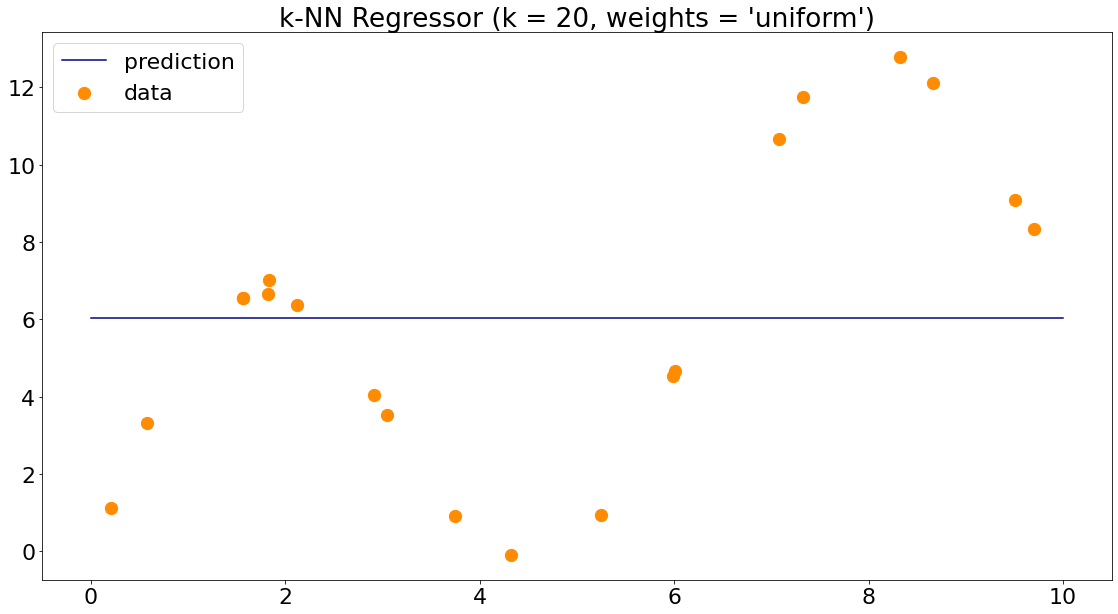 k-NN Regressor (k = 20, weights = 'uniform')
prediction
data
12
10
8
6
4
2
0
0 2 4 6 8 10